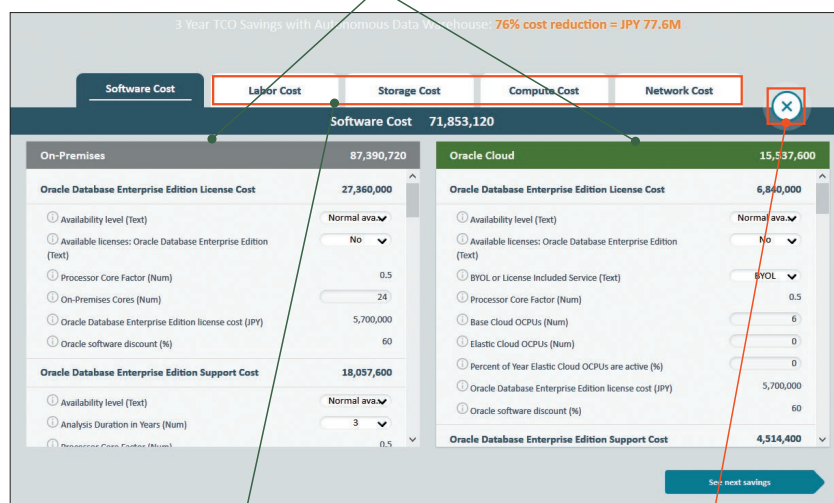 3 Year TCO Savings with Autonomous Data Warehouse: 76% cost reduction = JPY 77.6M
Software Cost
Labor Cost
Storage Cost
Compute Cost
Network Cost
Software Cost 71,853,120
On-Premises 87,390,720
Oracle Database Enterprise Edition License Cost 27,360,000
Availability level (Text) Normal ava.
Available licenses: Oracle Database Enterprise Edition No
(Text)
Processor Core Factor (Num) 0.5
On-Premises Cores (Num) 24
Oracle Database Enterprise Edition license cost (JPY) 5,700,000
Oracle software discount (%) 60
Oracle Database Enterprise Edition Support Cost 18,057,600
Availability level (Text) Normal ava.
Analysis Duration in Years (Num) 3
Processor Core Factor (Num) 0.5
Oracle Cloud 15,537,600
Oracle Database Enterprise Edition License Cost 6,840,000
Availability level (Text) Normal ava.
Available licenses: Oracle Database Enterprise Edition No
(Text)
BYOL or License Included Service (Text) BYOL
Processor Core Factor (Num) 0.5
Base Cloud OCPUs (Num) 6
Elastic Cloud OCPUs (Num) 0
Percent of Year Elastic Cloud OCPUs are active (%) 0
Oracle Database Enterprise Edition license cost (JPY) 5,700,000
Oracle software discount (%) 60
Oracle Database Enterprise Edition Support Cost 4,514,400
See next savings